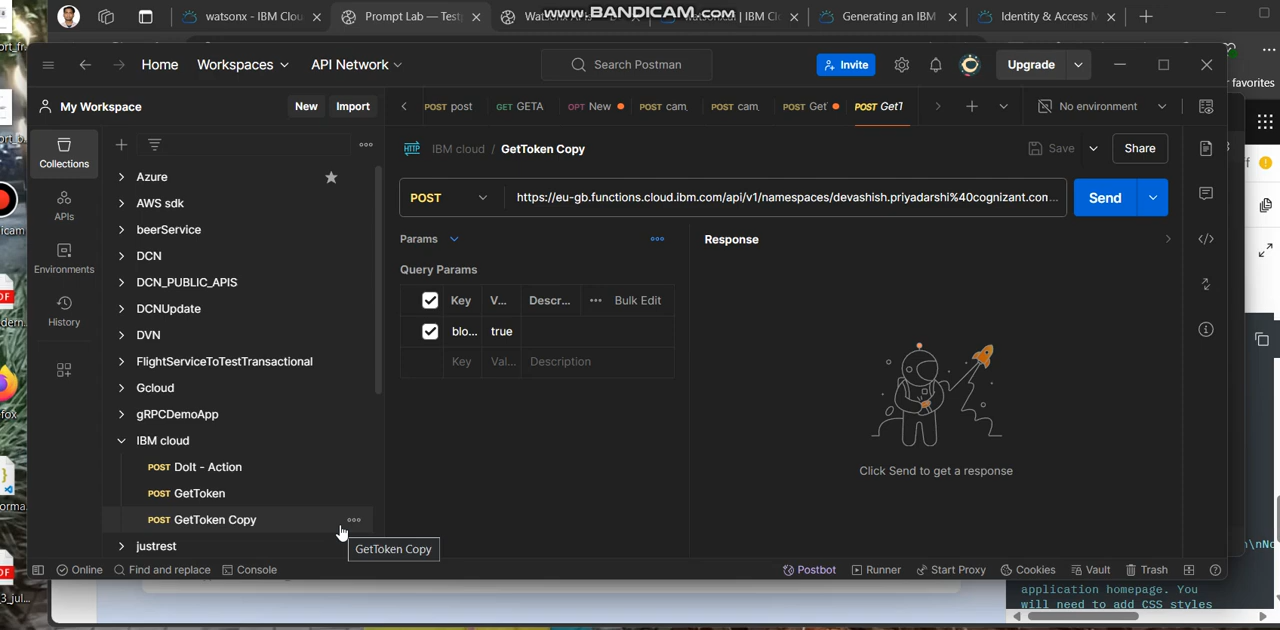 watsonx - IBM Clou
Prompt Lab — Test
www.BANDICAM.com
| IBM Cl
Generating an IBM
Identity & Access M
Home
Workspaces
API Network
Search Postman
Invite
Upgrade
favorites
My Workspace
New
Import
POST post
GET GETA
OPT New
POST cam
POST cam
POST Get
POST GetT
No environment
Collections
APIs
Environments
History
Azure
AWS sdk
beerService
DCN
DCN_PUBLIC_APIS
DCNUpdate
DVN
FlightServiceToTestTransactional
Gcloud
gRPCDemoApp
IBM cloud
POST DoIt - Action
POST GetToken
POST GetToken Copy
justrest
GetToken Copy
HTTP IBM cloud / GetToken Copy
Save
Share
POST
https://eu-gb.functions.cloud.ibm.com/api/v1/namespaces/devashish.priyadarshi%40cognizant.con...
Send
Params
Response
Query Params
Key V... Descr... Bulk Edit
blo... true
Key Val... Description
Click Send to get a response
Online
Find and replace
Console
Postbot
Runner
Start Proxy
Cookies
Vault
Trash
\n\nNo
application homepage. You
will need to add CSS styles